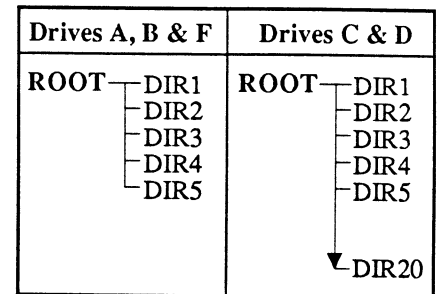 Drives A, B & F
ROOT DIR1
DIR2
DIR3
DIR4
DIR5
Drives C & D
ROOT DIR1
DIR2
DIR3
DIR4
DIR5
DIR20